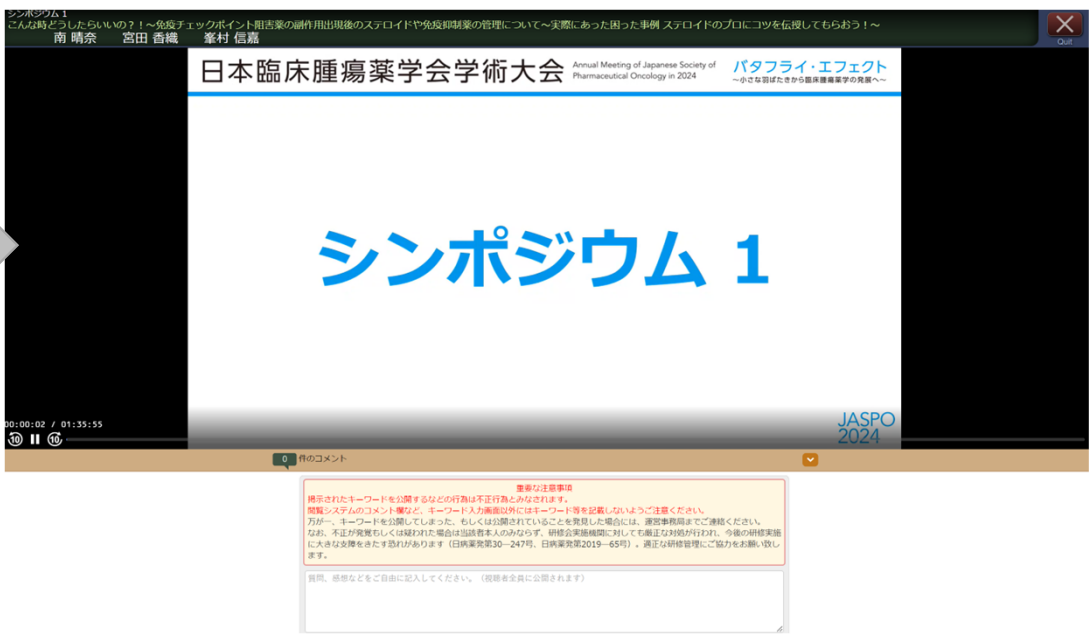 シンポジウム 1
こんな時どうしたらいいの？！～免疫チェックポイント阻害薬の副作用出現後のステロイドや免疫抑制薬の管理について～実際にあった困った事例 ステロイドのプロにコツを伝授してもらおう！～
南 晴奈　宮田 香織　峯村 信嘉
Quit
日本臨床腫瘍薬学会学術大会
Annual Meeting of Japanese Society of
Pharmaceutical Oncology in 2024
バタフライ・エフェクト
～小さな羽ばたきから臨床腫瘍薬学の発展へ～
シンポジウム 1
JASPO
2024
00:00:02 / 01:35:55
10 10
0 件のコメント
重要な注意事項
掲示されたキーワードを公開するなどの行為は不正行為とみなされます。
閲覧システムのコメント欄など、キーワード入力画面以外にはキーワード等を記載しないようご注意ください。
万が一、キーワードを公開してしまった、もしくは公開されていることを発見した場合には、運営事務局までご連絡ください。
なお、不正が発覚もしくは疑われた場合は当該者本人のみならず、研修会実施機関に対しても厳正な対処が行われ、今後の研修実施
に大きな支障をきたす恐れがあります（日病薬発第30―247号、日病薬発第2019―65号）。適正な研修管理にご協力をお願い致し
ます。
質問、感想などをご自由に記入してください。（視聴者全員に公開されます）